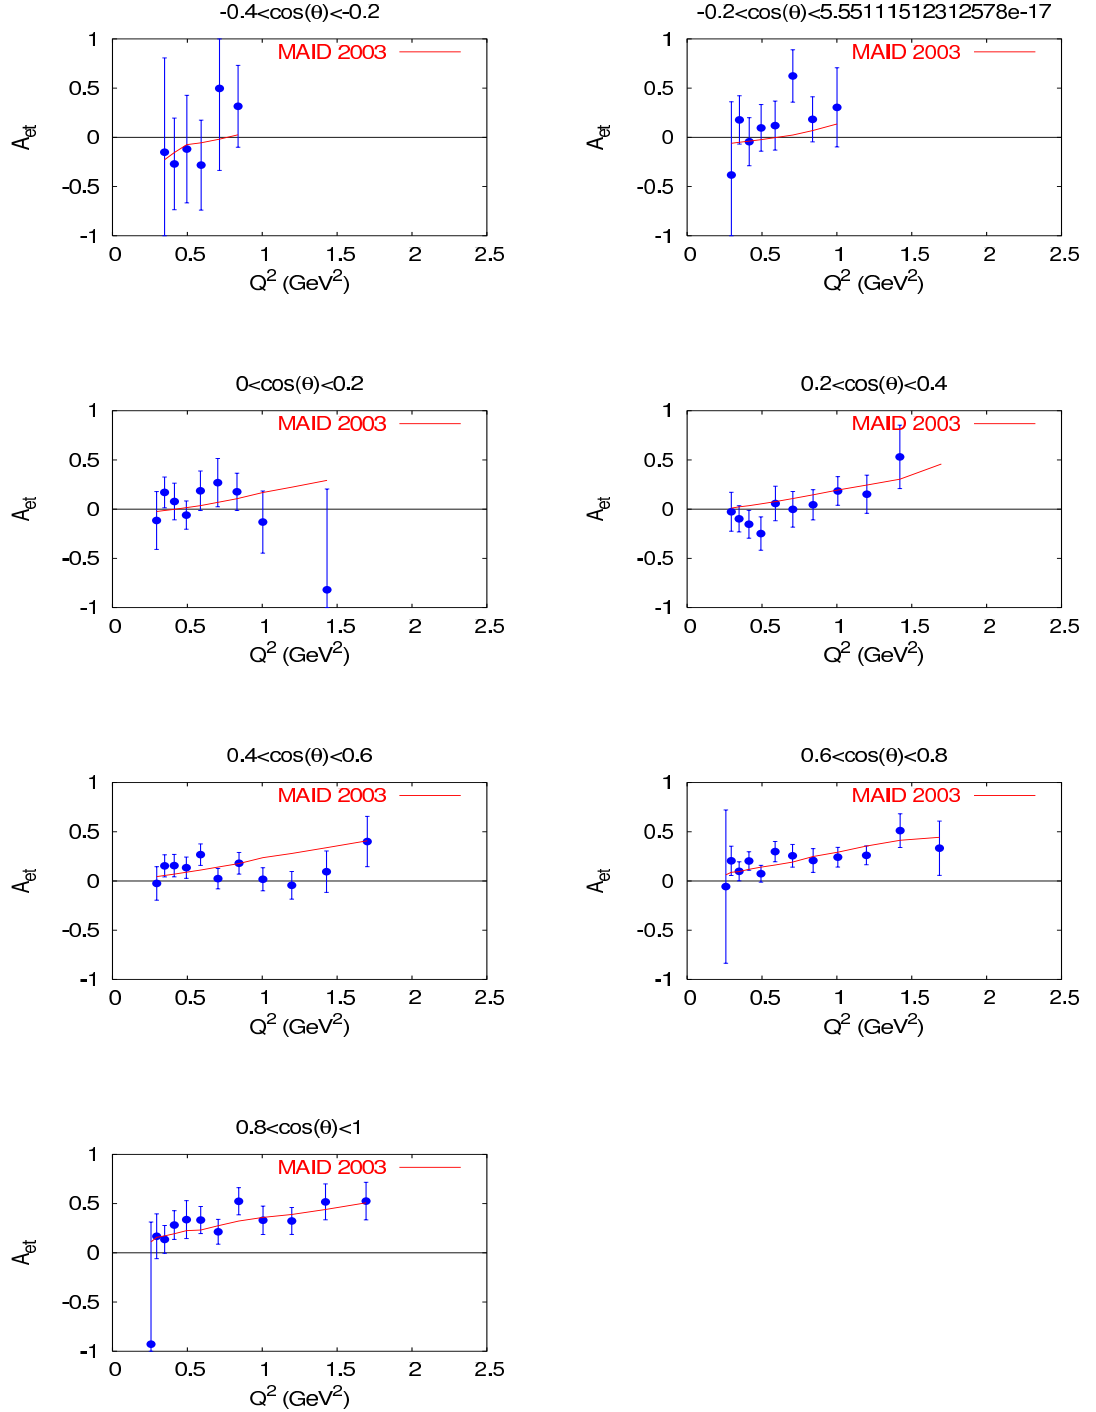 -0.4<cos(θ)<-0.2
MAID 2003
1
0.5
0
-0.5
-1
A_et
0 0.5 1 1.5 2 2.5
Q² (GeV²)
-0.2<cos(θ)<5.55111512312578e-17
MAID 2003
1
0.5
0
-0.5
-1
A_et
0 0.5 1 1.5 2 2.5
Q² (GeV²)
0<cos(θ)<0.2
MAID 2003
1
0.5
0
-0.5
-1
A_et
0 0.5 1 1.5 2 2.5
Q² (GeV²)
0.2<cos(θ)<0.4
MAID 2003
1
0.5
0
-0.5
-1
A_et
0 0.5 1 1.5 2 2.5
Q² (GeV²)
0.4<cos(θ)<0.6
MAID 2003
1
0.5
0
-0.5
-1
A_et
0 0.5 1 1.5 2 2.5
Q² (GeV²)
0.6<cos(θ)<0.8
MAID 2003
1
0.5
0
-0.5
-1
A_et
0 0.5 1 1.5 2 2.5
Q² (GeV²)
0.8<cos(θ)<1
MAID 2003
1
0.5
0
-0.5
-1
A_et
0 0.5 1 1.5 2 2.5
Q² (GeV²)